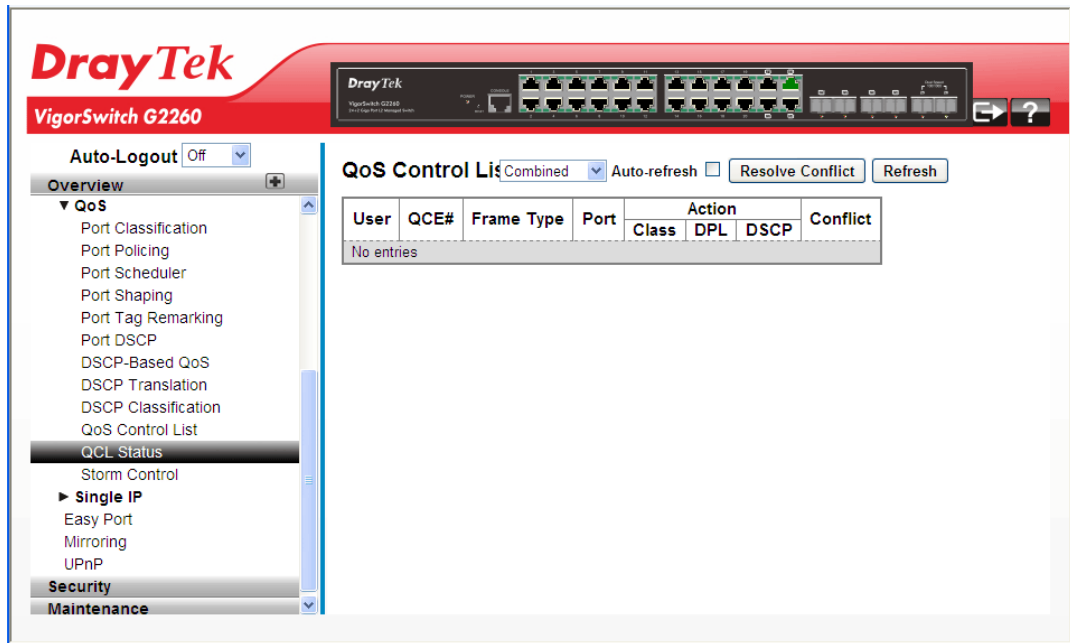 DrayTek
VigorSwitch G2260
DrayTek
VigorSwitch G2260
Auto-Logout Off
Overview
▼ QoS
Port Classification
Port Policing
Port Scheduler
Port Shaping
Port Tag Remarking
Port DSCP
DSCP-Based QoS
DSCP Translation
DSCP Classification
QoS Control List
QCL Status
Storm Control
► Single IP
Easy Port
Mirroring
UPnP
Security
Maintenance
QoS Control Lis Combined Auto-refresh Resolve Conflict Refresh
User QCE# Frame Type Port Action Conflict
Class DPL DSCP
No entries